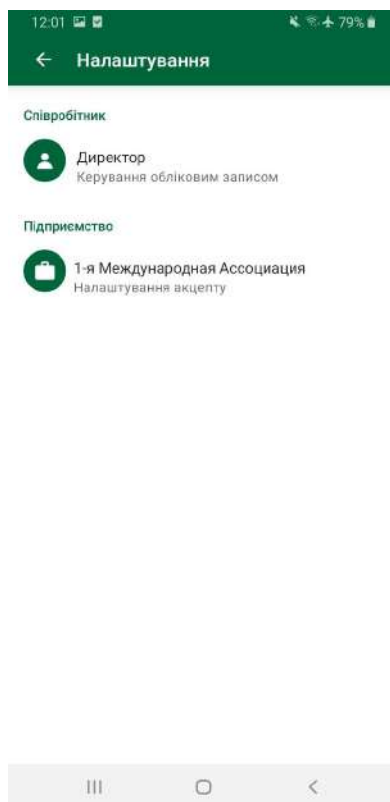 12:01 79%
Налаштування
Співробітник
Директор
Керування обліковим записом
Підприємство
1-я Международная Ассоциация
Налаштування акцепту